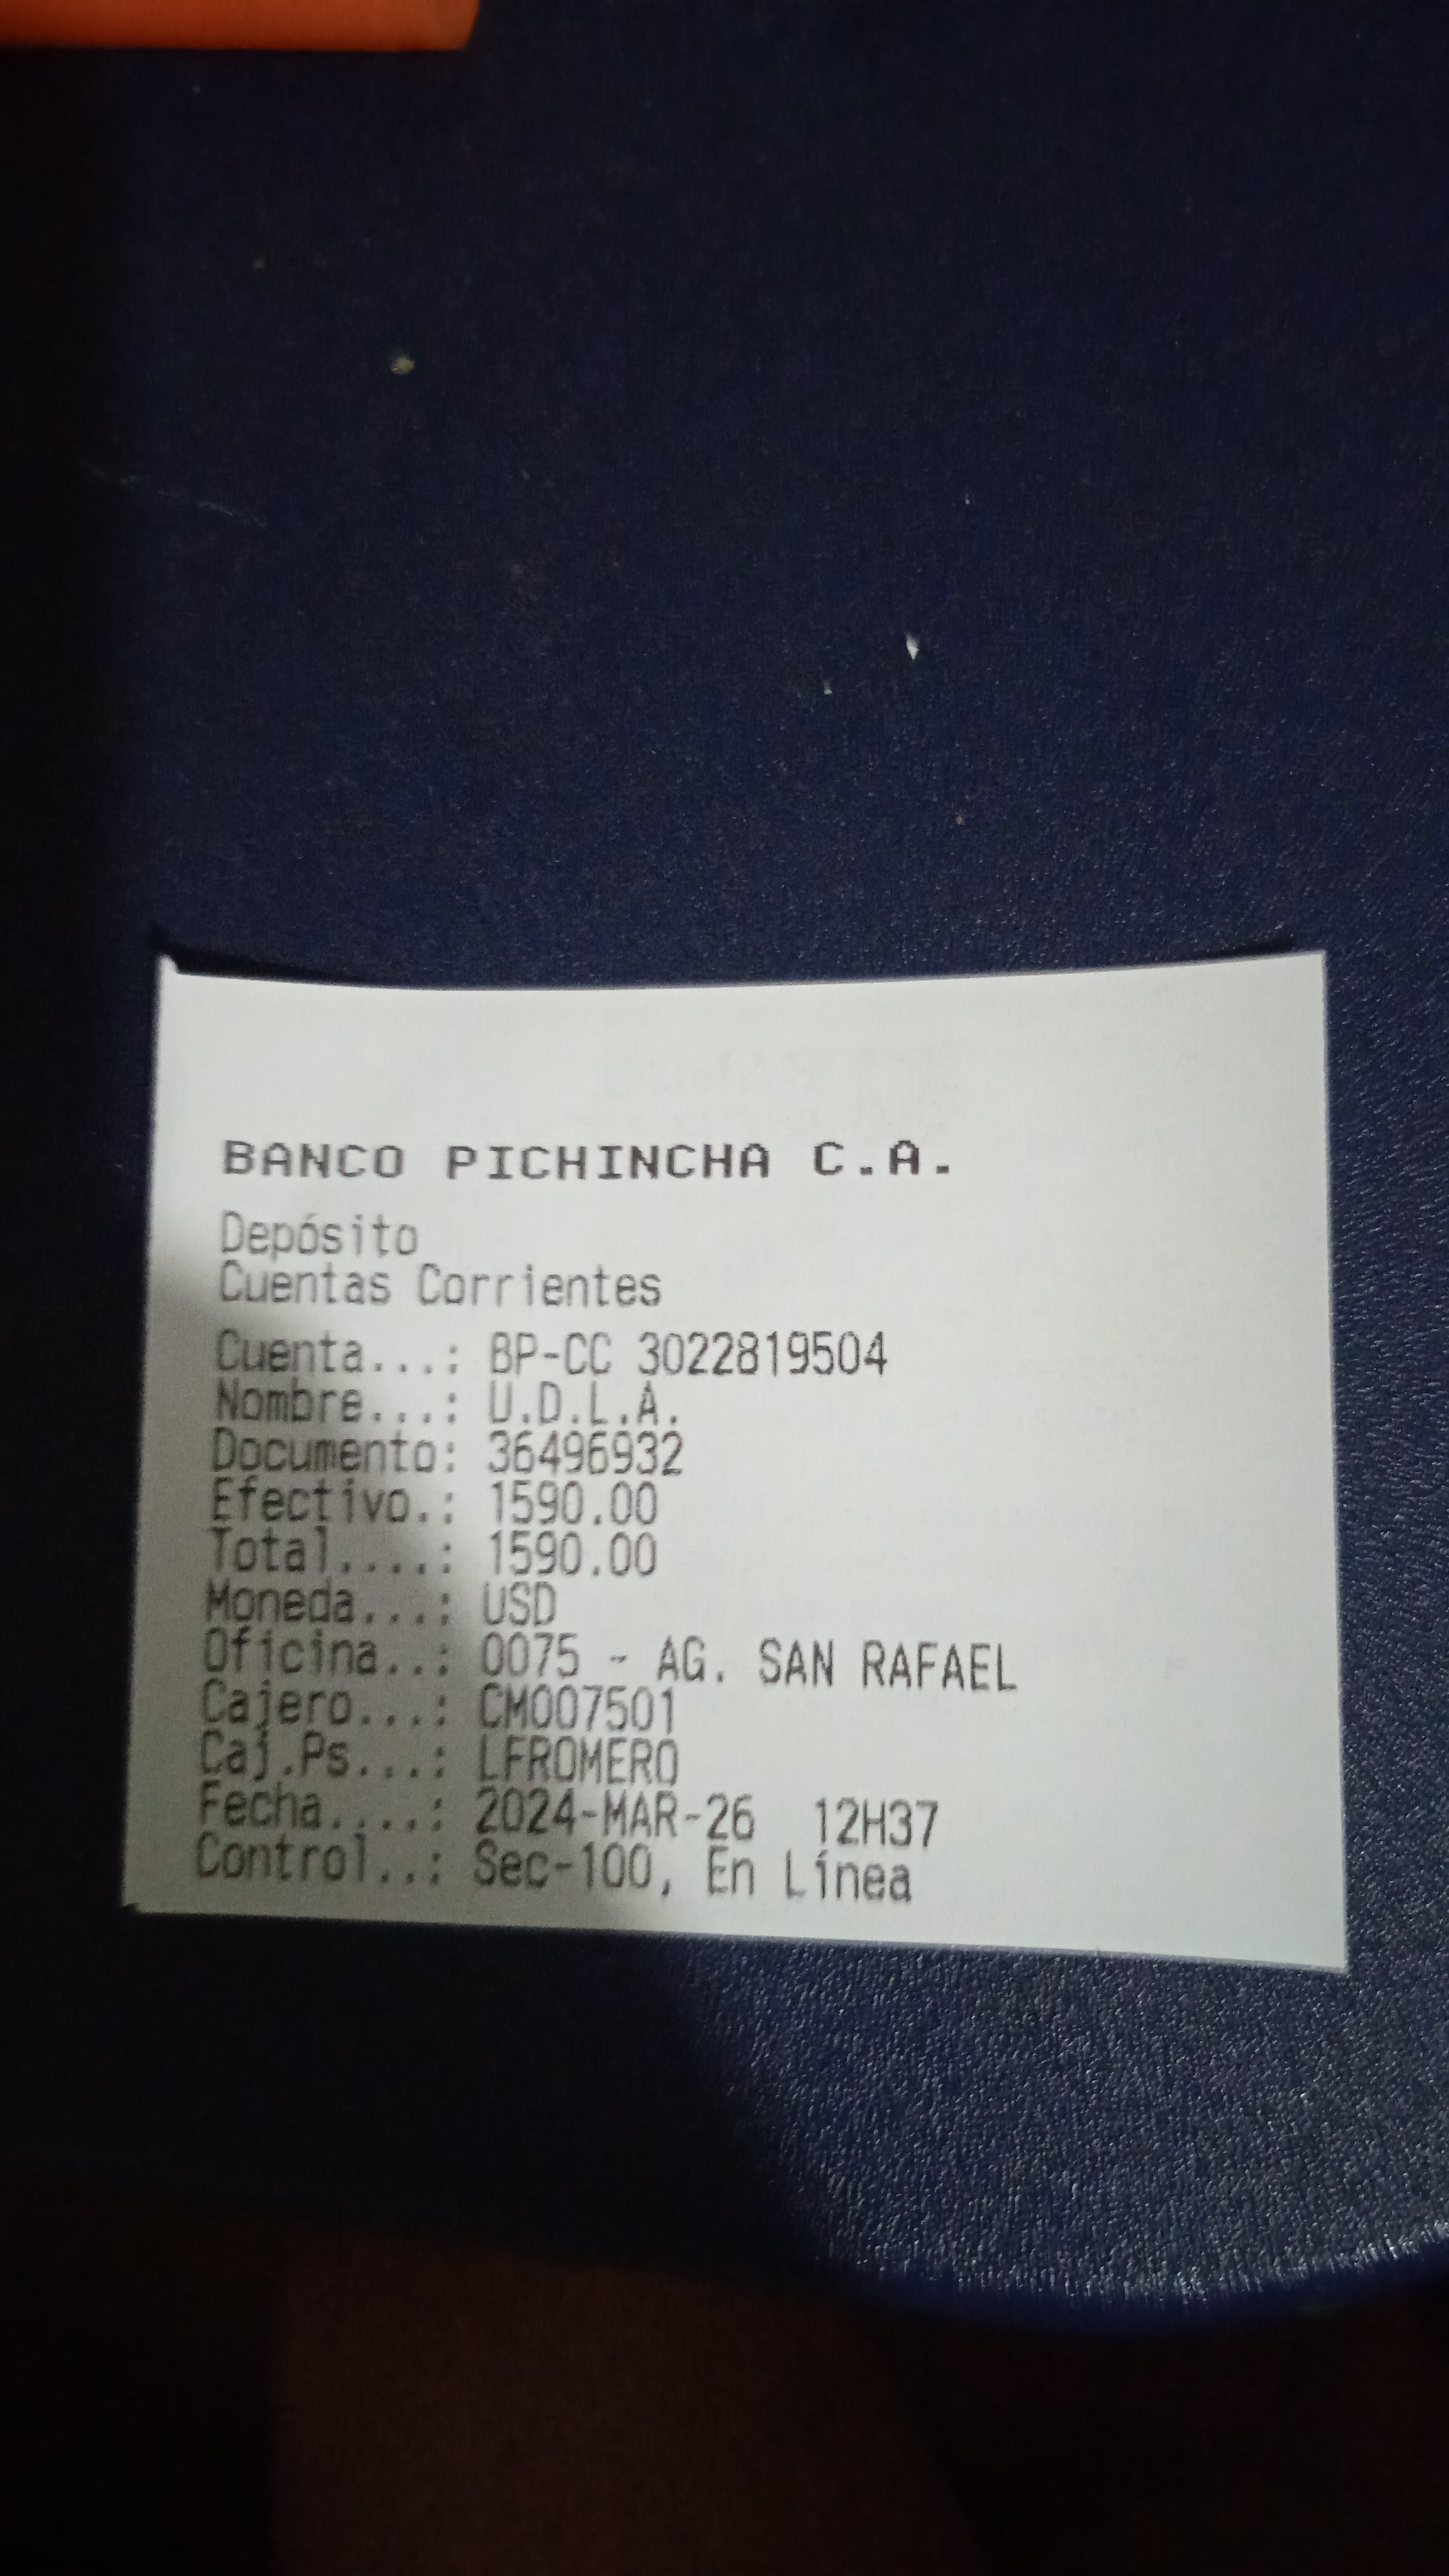 BANCO PICHINCHA C.A.
Depósito
Cuentas Corrientes
Cuenta...: BP-CC 3022819504
Nombre...: U.D.L.A.
Documento: 36496932
Efectivo.: 1590.00
Total....: 1590.00
Moneda...: USD
Oficina..: 0075 - AG. SAN RAFAEL
Cajero...: CM007501
Caj.Ps...: LFROMERO
Fecha....: 2024-MAR-26 12H37
Control..: Sec-100, En Línea